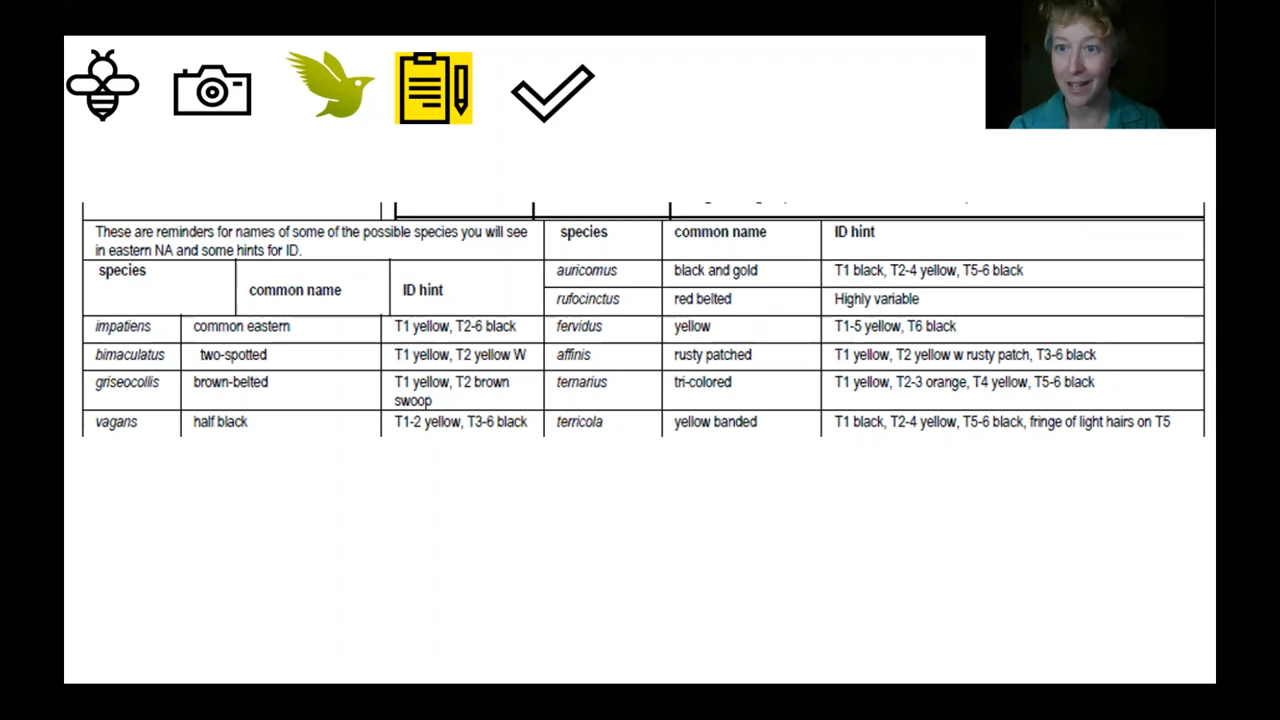 These are reminders for names of some of the possible species you will see
in eastern NA and some hints for ID.
species common name ID hint
impatiens common eastern T1 yellow, T2-6 black
bimaculatus two-spotted T1 yellow, T2 yellow W
griseocollis brown-belted T1 yellow, T2 brown
swoop
vagans half black T1-2 yellow, T3-6 black
species common name ID hint
auricomus black and gold T1 black, T2-4 yellow, T5-6 black
rufocinctus red belted Highly variable
fervidus yellow T1-5 yellow, T6 black
affinis rusty patched T1 yellow, T2 yellow w rusty patch, T3-6 black
ternarius tri-colored T1 yellow, T2-3 orange, T4 yellow, T5-6 black
terricola yellow banded T1 black, T2-4 yellow, T5-6 black, fringe of light hairs on T5